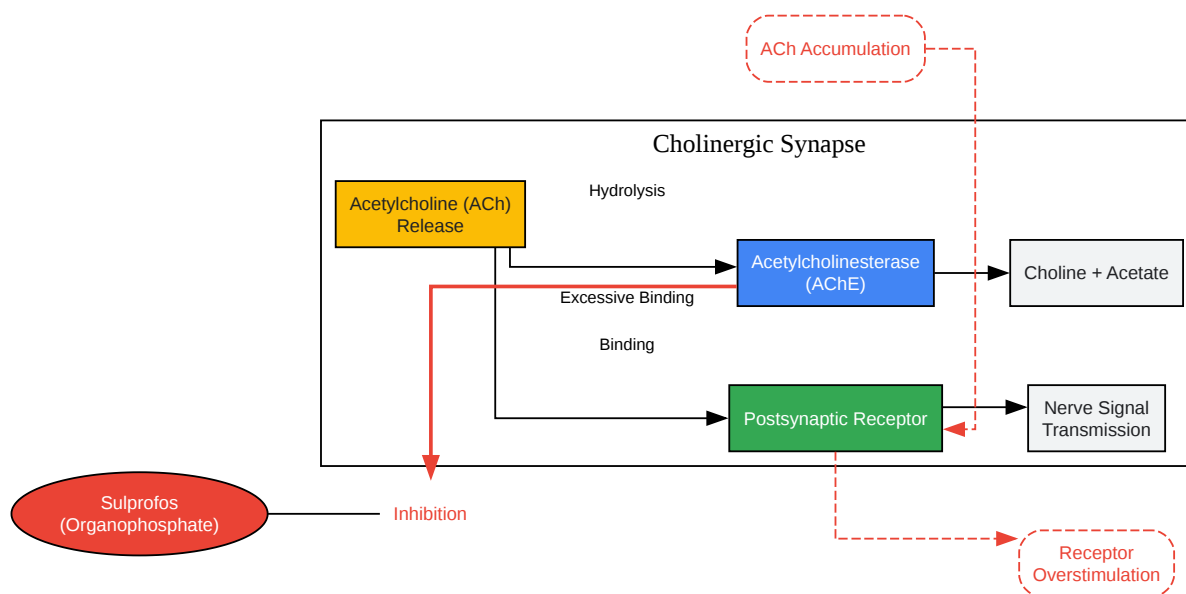 ACh Accumulation
Cholinergic Synapse
Hydrolysis
Acetylcholine (ACh)
Release
Acetylcholinesterase
(AChE)
Choline + Acetate
Excessive Binding
Binding
Postsynaptic Receptor
Nerve Signal
Transmission
Sulprofos
(Organophosphate)
Inhibition
Receptor
Overstimulation